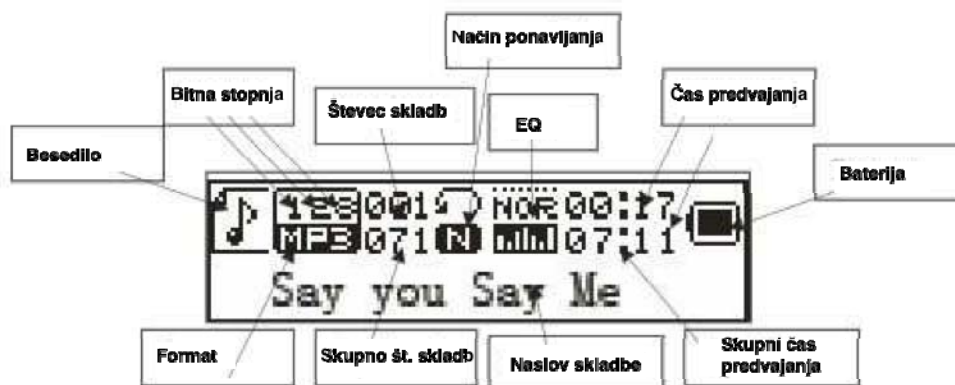 Način ponavljanja
Bitna stopnja
Števec skladb
EQ
Čas predvajanja
Besedilo
Baterija
128 001 NOR 00:17
MP3 071 N 07:11
Say you Say Me
Format
Skupno št. skladb
Naslov skladbe
Skupni čas
predvajanja